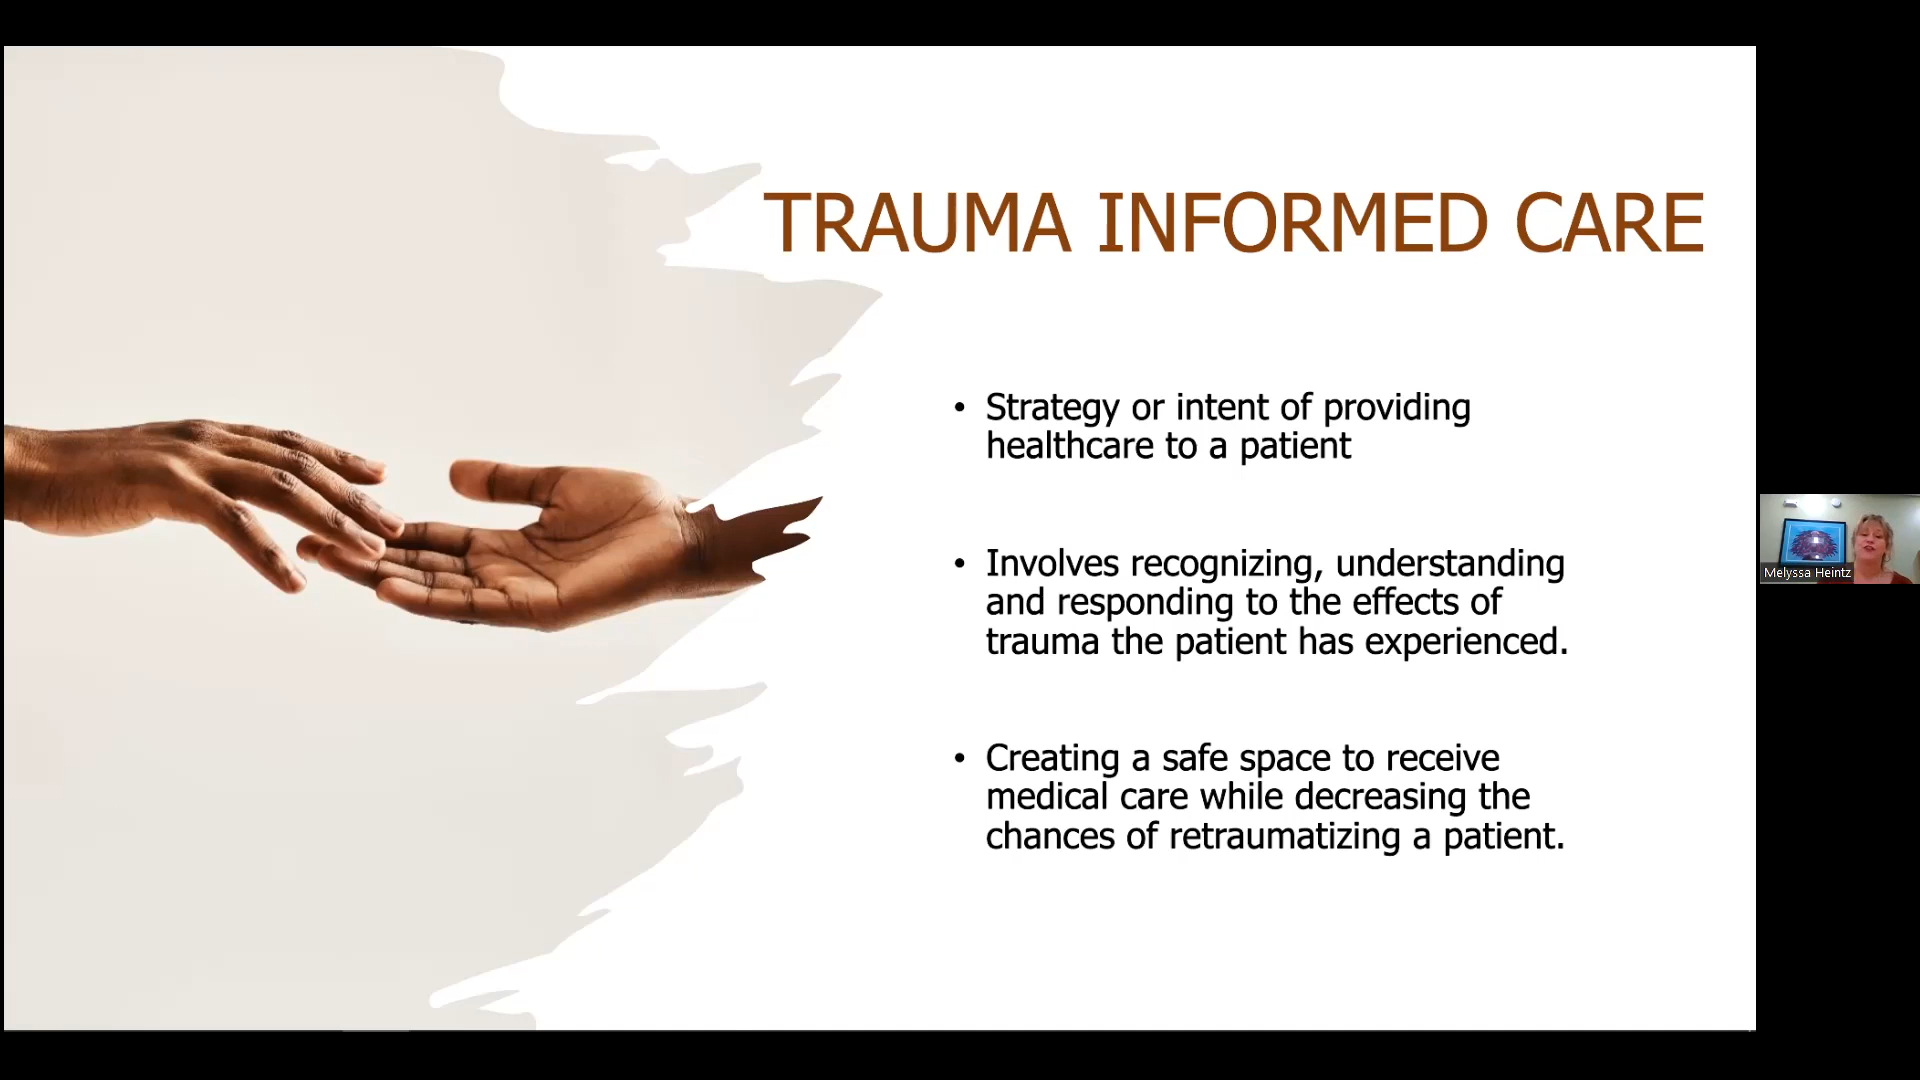 TRAUMA INFORMED CARE
• Strategy or intent of providing
healthcare to a patient
• Involves recognizing, understanding
and responding to the effects of
trauma the patient has experienced.
• Creating a safe space to receive
medical care while decreasing the
chances of retraumatizing a patient.
Melyssa Heintz